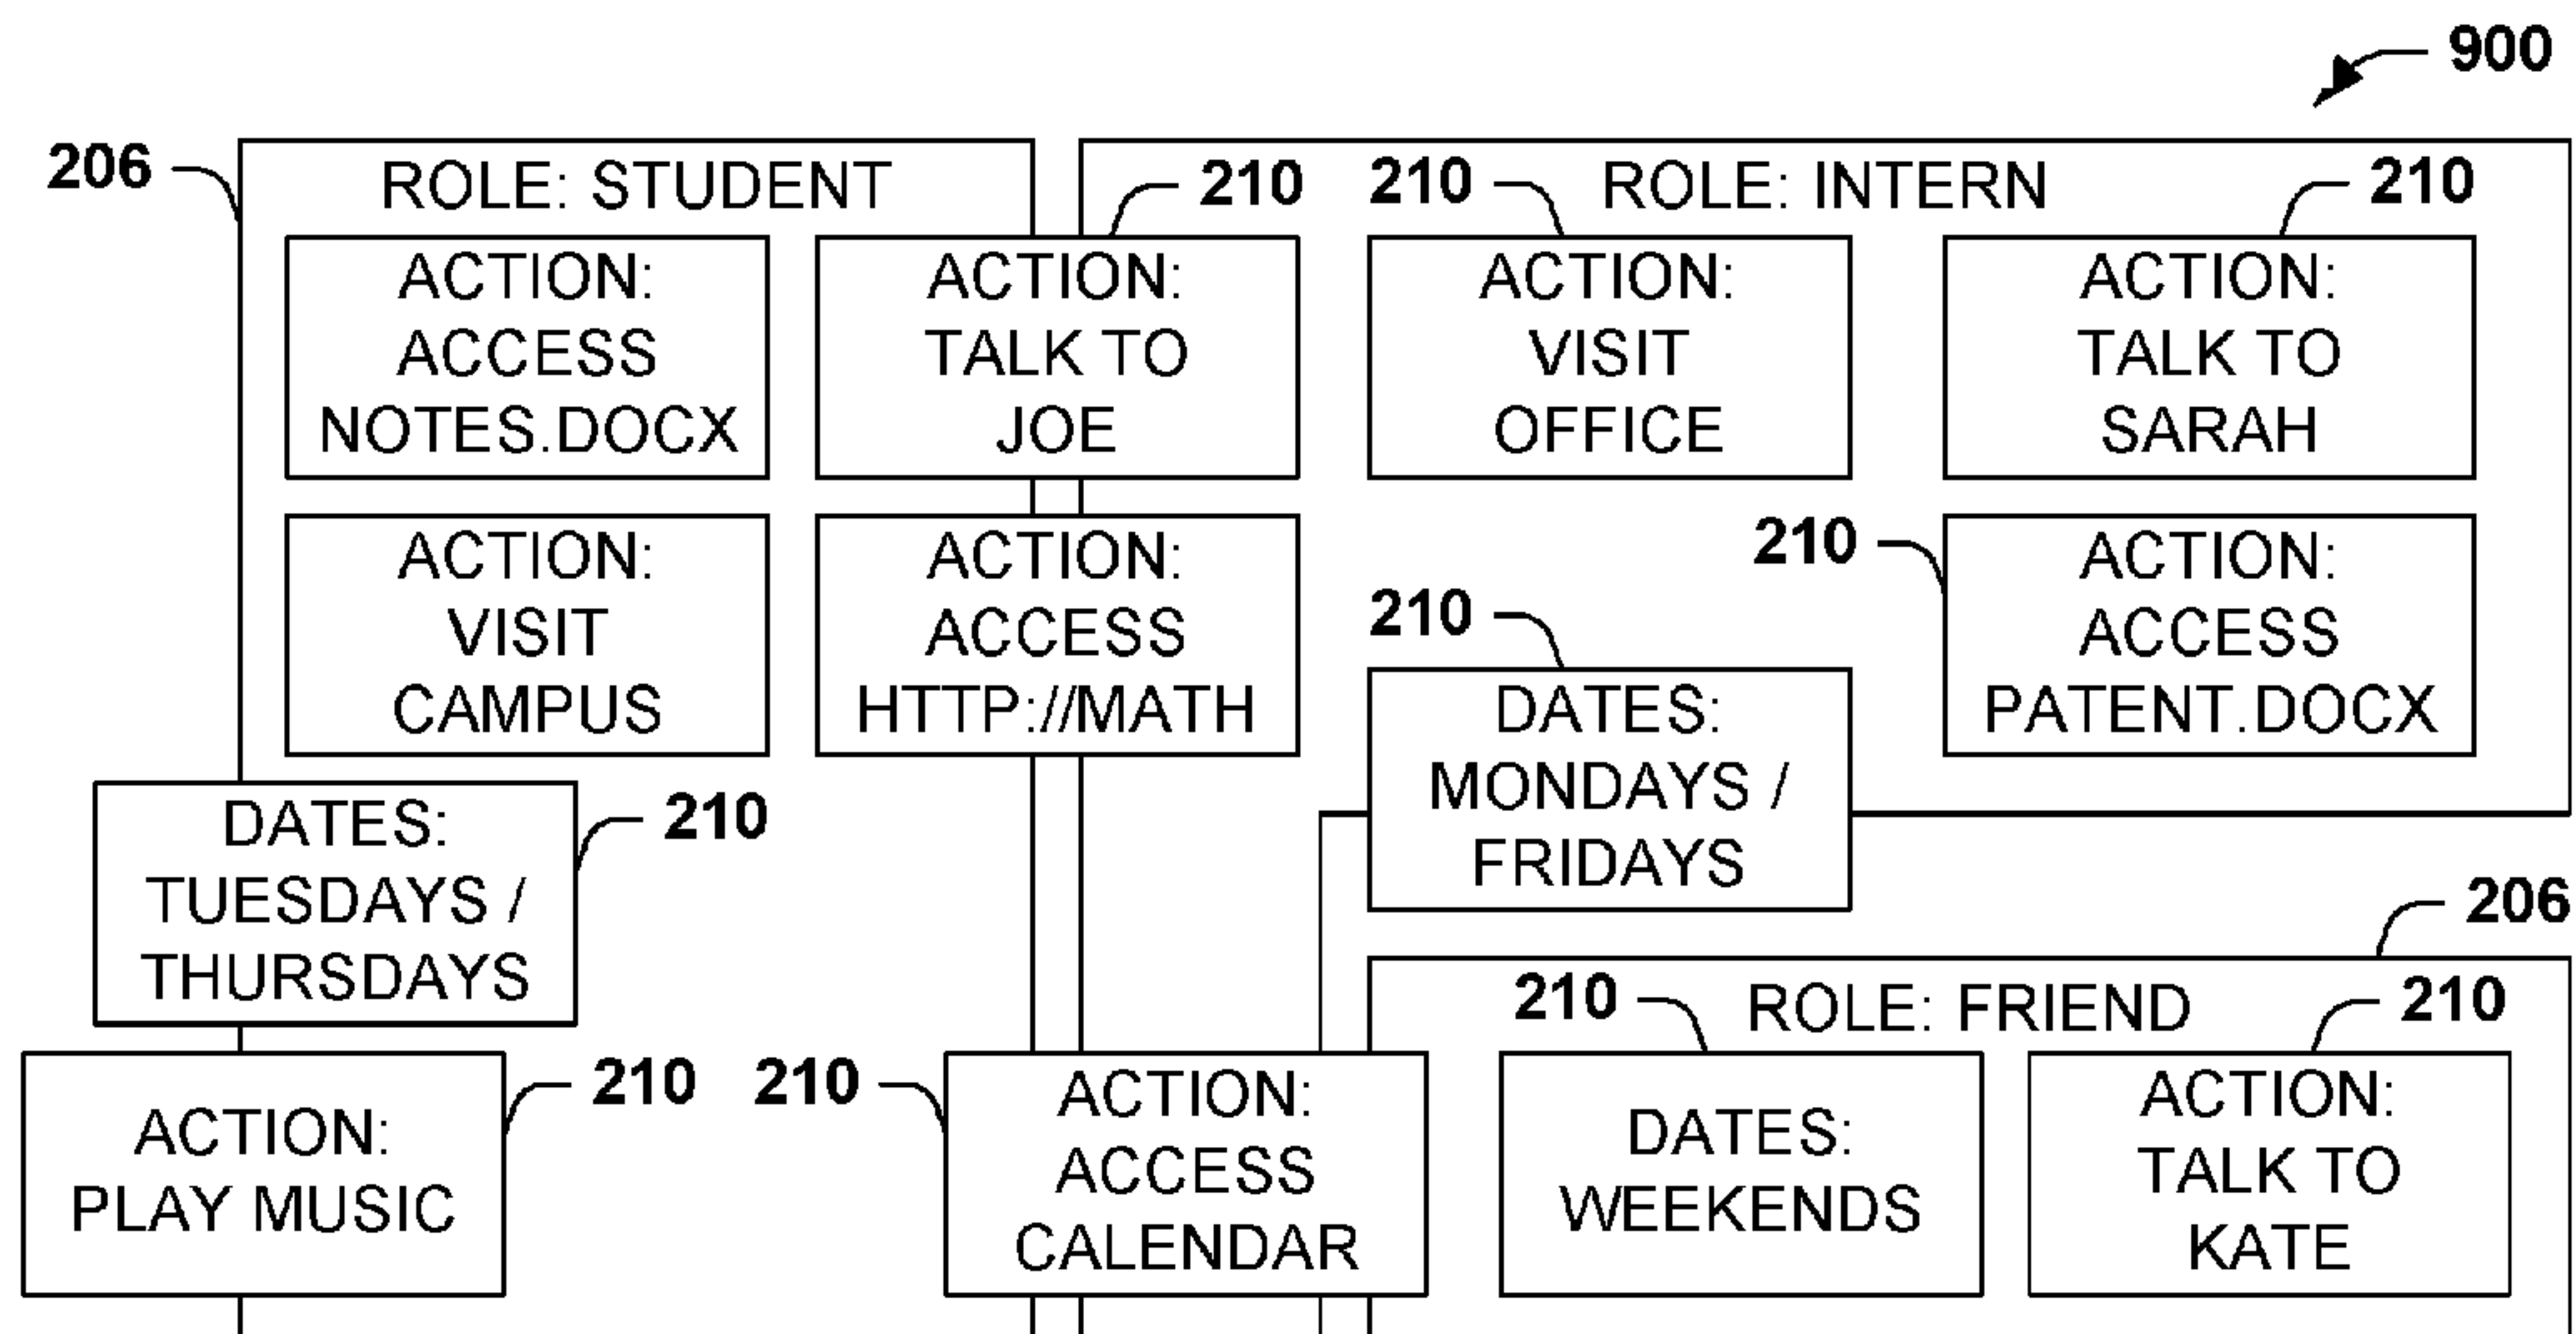 900
206
ROLE: STUDENT
210
210
ROLE: INTERN
210
ACTION:
ACCESS
NOTES.DOCX
ACTION:
TALK TO
JOE
ACTION:
VISIT
OFFICE
ACTION:
TALK TO
SARAH
ACTION:
VISIT
CAMPUS
ACTION:
ACCESS
HTTP://MATH
210
ACTION:
ACCESS
PATENT.DOCX
210
DATES:
MONDAYS /
FRIDAYS
DATES:
TUESDAYS /
THURSDAYS
210
206
210
ROLE: FRIEND
210
ACTION:
PLAY MUSIC
210
210
ACTION:
ACCESS
CALENDAR
DATES:
WEEKENDS
ACTION:
TALK TO
KATE